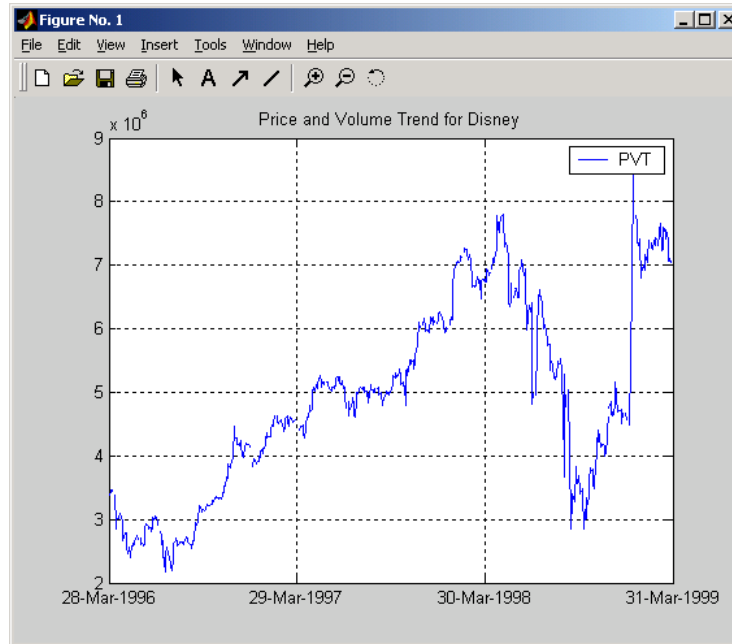 Figure No. 1
File Edit View Insert Tools Window Help
A
x 10^6
Price and Volume Trend for Disney
PVT
9
8
7
6
5
4
3
2
28-Mar-1996 29-Mar-1997 30-Mar-1998 31-Mar-1999